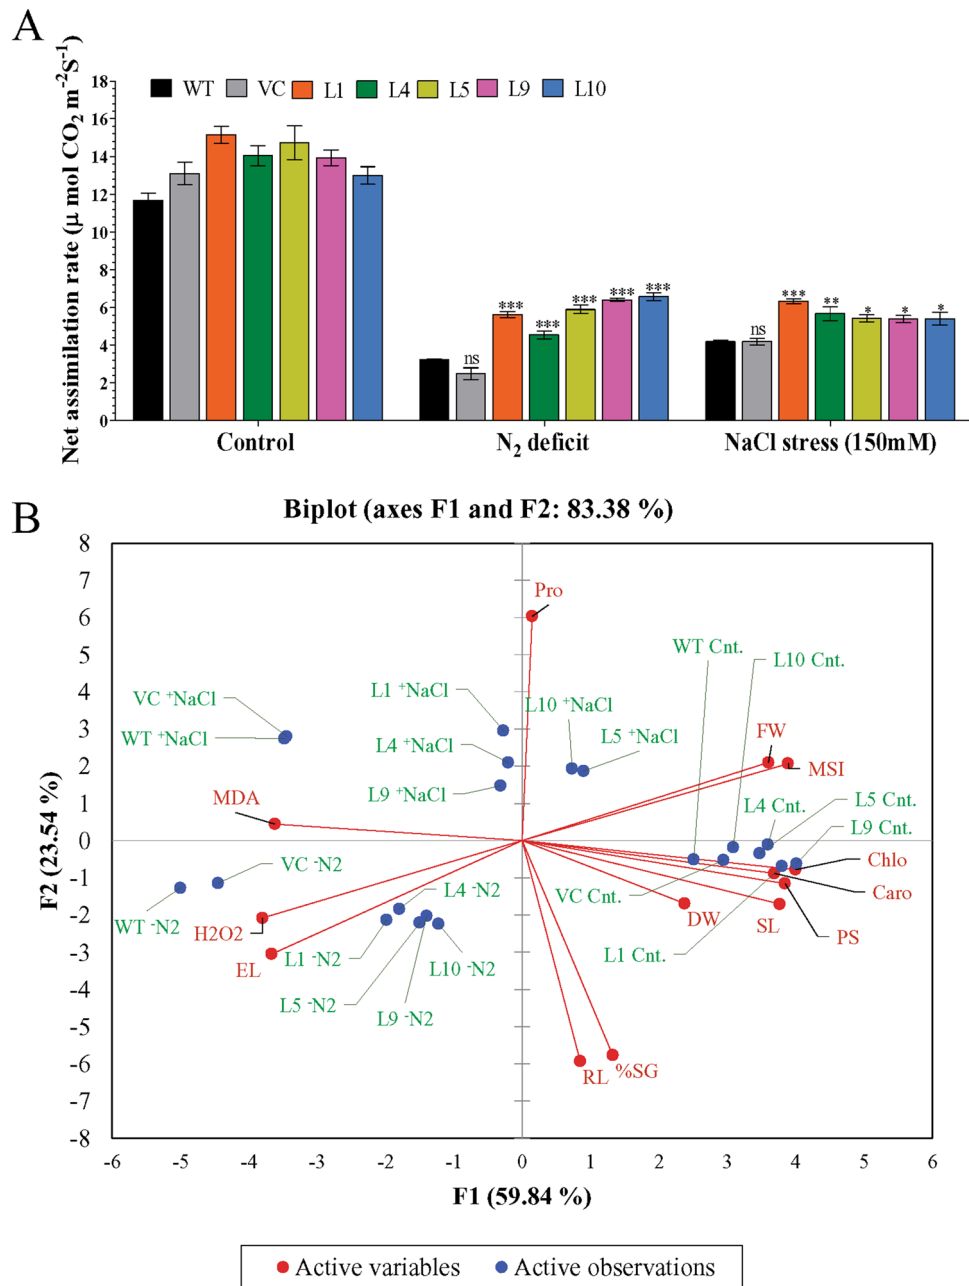 A
Net assimilation rate (μ mol CO2 m⁻²S⁻¹)
18
16
14
12
10
8
6
4
2
0
WT VC L1 L4 L5 L9 L10
ns *** *** *** *** ***
ns *** ** * * *
Control N2 deficit NaCl stress (150mM)
B
Biplot (axes F1 and F2: 83.38 %)
F2 (23.54 %)
8
7
6
5
4
3
2
1
0
-1
-2
-3
-4
-5
-6
-7
-8
Pro
WT Cnt.
L10 Cnt.
VC ⁺NaCl
L1 ⁺NaCl
L10 ⁺NaCl
WT ⁺NaCl
L4 ⁺NaCl
L5 ⁺NaCl
FW
L9 ⁺NaCl
MSI
MDA
L4 Cnt.
L5 Cnt.
L9 Cnt.
VC ⁻N2
L4 ⁻N2
Chlo
VC Cnt.
Caro
WT ⁻N2
H2O2
DW
SL
PS
EL
L1 ⁻N2
L10 ⁻N2
L1 Cnt.
L5 ⁻N2
L9 ⁻N2
RL
%SG
-6 -5 -4 -3 -2 -1 0 1 2 3 4 5 6
F1 (59.84 %)
Active variables Active observations